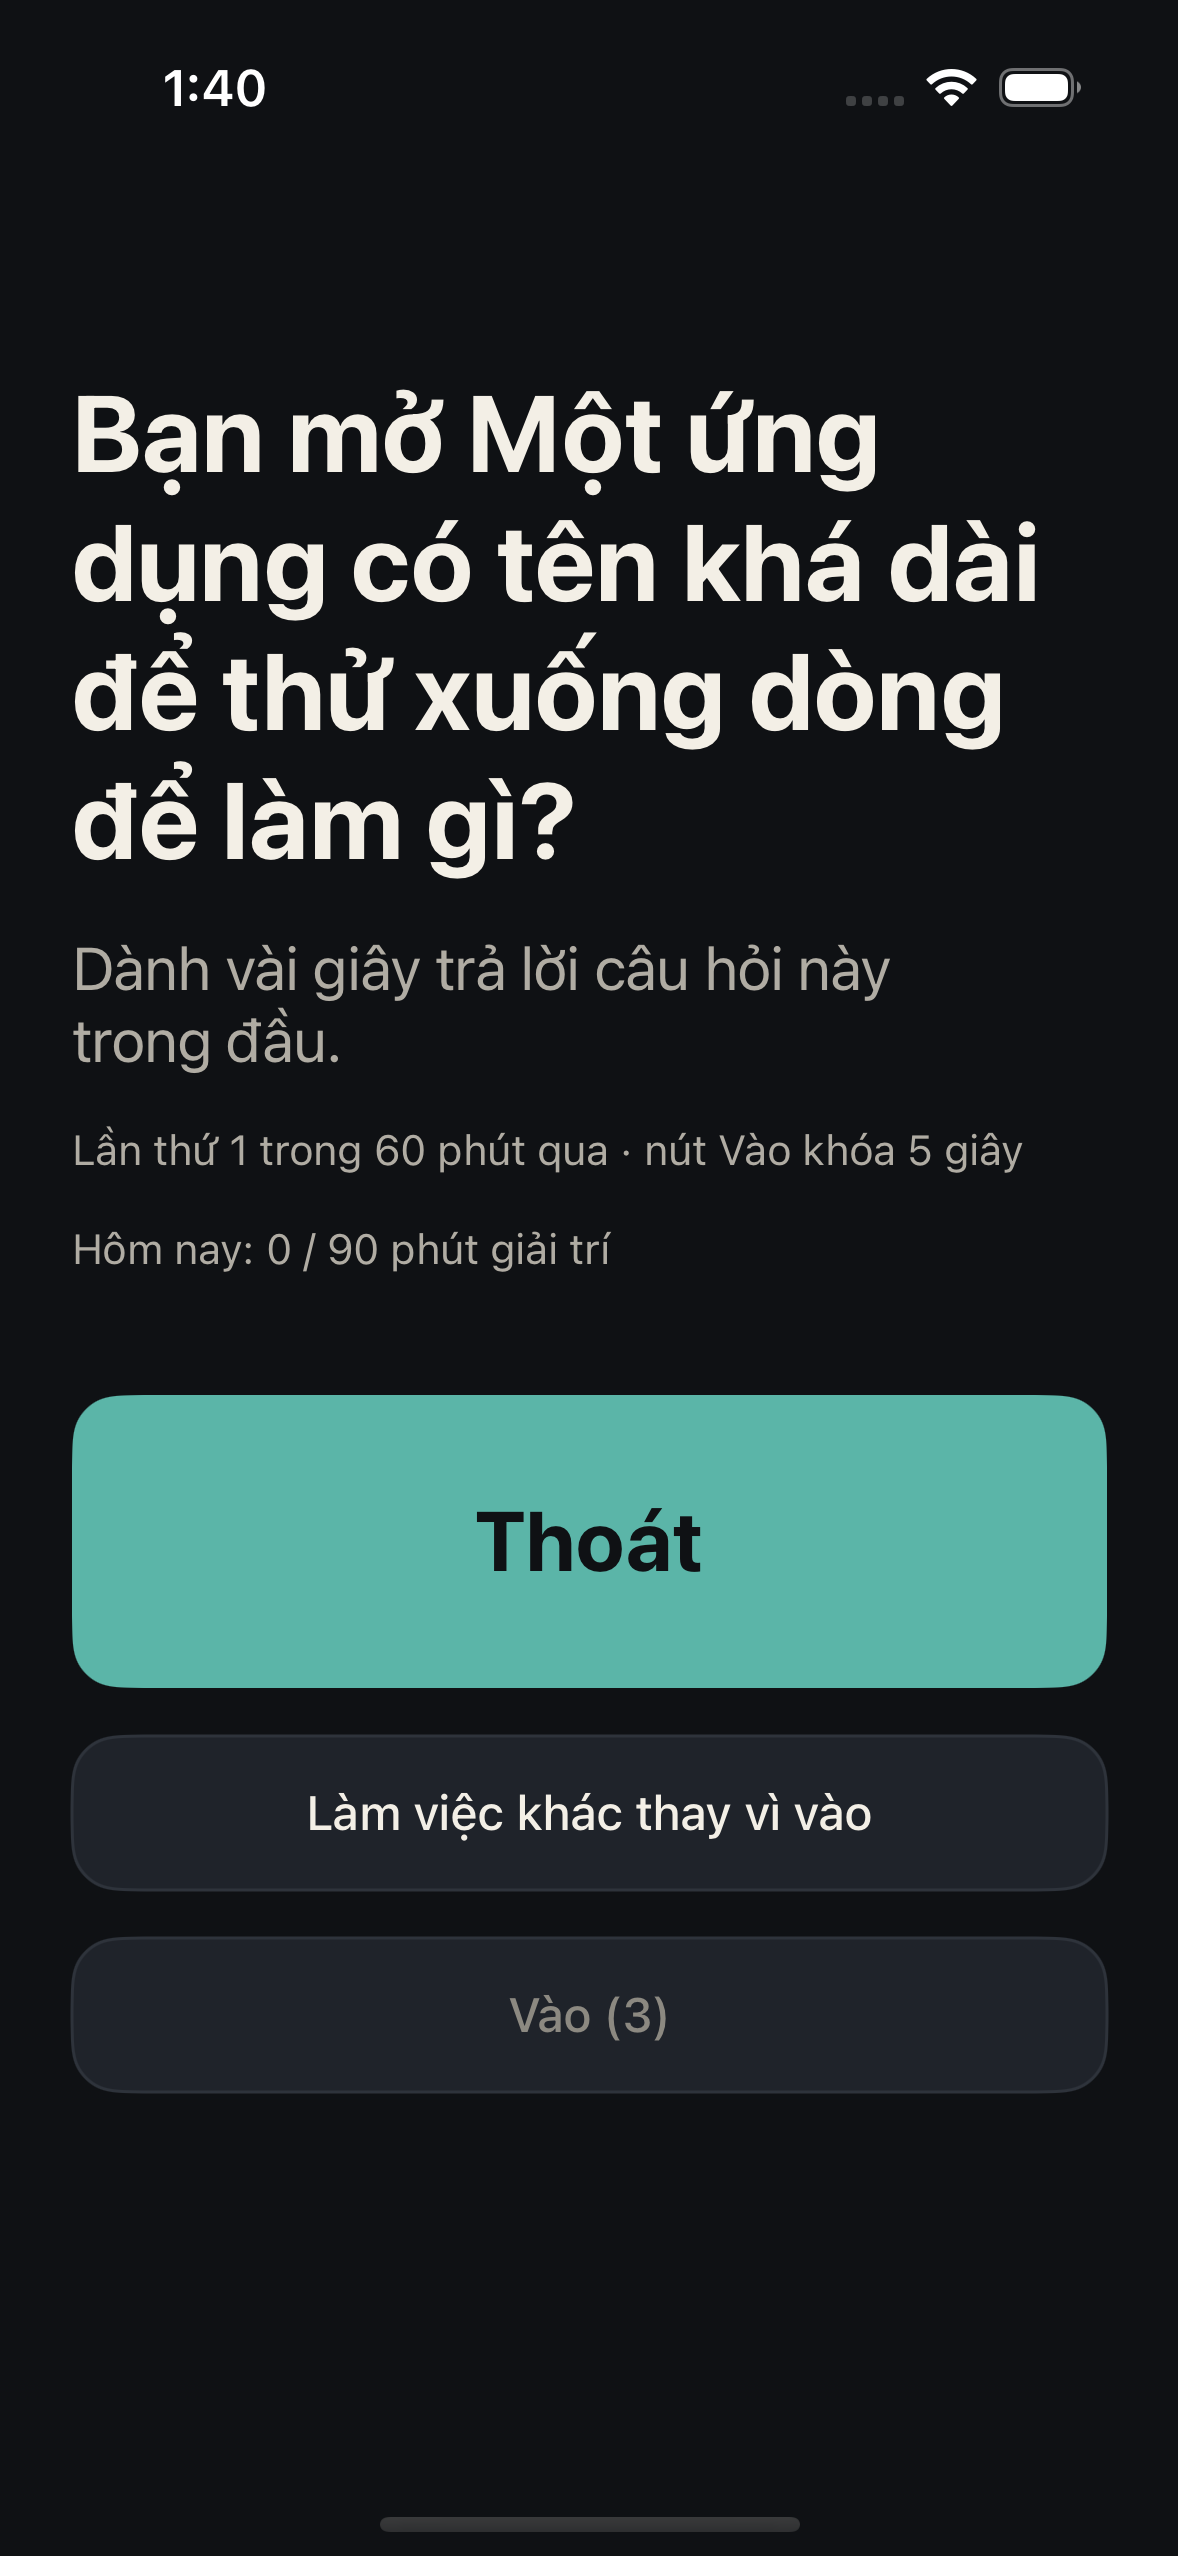 1:40
Bạn mở Một ứng
dụng có tên khá dài
để thử xuống dòng
để làm gì?
Dành vài giây trả lời câu hỏi này
trong đầu.
Lần thứ 1 trong 60 phút qua · nút Vào khóa 5 giây
Hôm nay: 0 / 90 phút giải trí
Thoát
Làm việc khác thay vì vào
Vào (3)